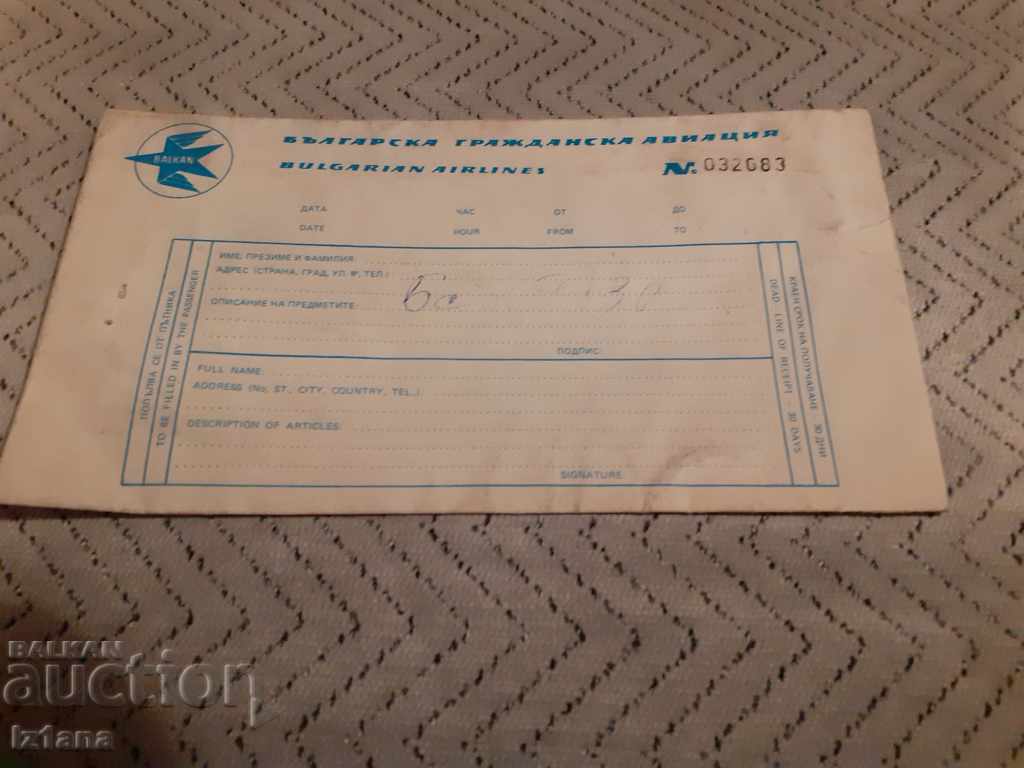 BALKAN
БЪЛГАРСКА ГРАЖДАНСКА АВИАЦИЯ
BULGARIAN AIRLINES
№. 032083
ДАТА ЧАС ОТ ДО
DATE HOUR FROM TO
ПОПЪЛВА СЕ ОТ ПЪТНИКА
TO BE FILLED IN BY THE PASSENGER
ИМЕ, ПРЕЗИМЕ И ФАМИЛИЯ:
АДРЕС (СТРАНА, ГРАД, УЛ. №, ТЕЛ.)
ОПИСАНИЕ НА ПРЕДМЕТИТЕ:
ПОДПИС:
FULL NAME:
ADDRESS (No, ST., CITY, COUNTRY, TEL.)
DESCRIPTION OF ARTICLES:
SIGNATURE:
КРАЕН СРОК НА ПОЛУЧАВАНЕ 30 ДНИ
DEAD LINE OF RECEIPT 30 DAYS
BALKAN
auction
iztana